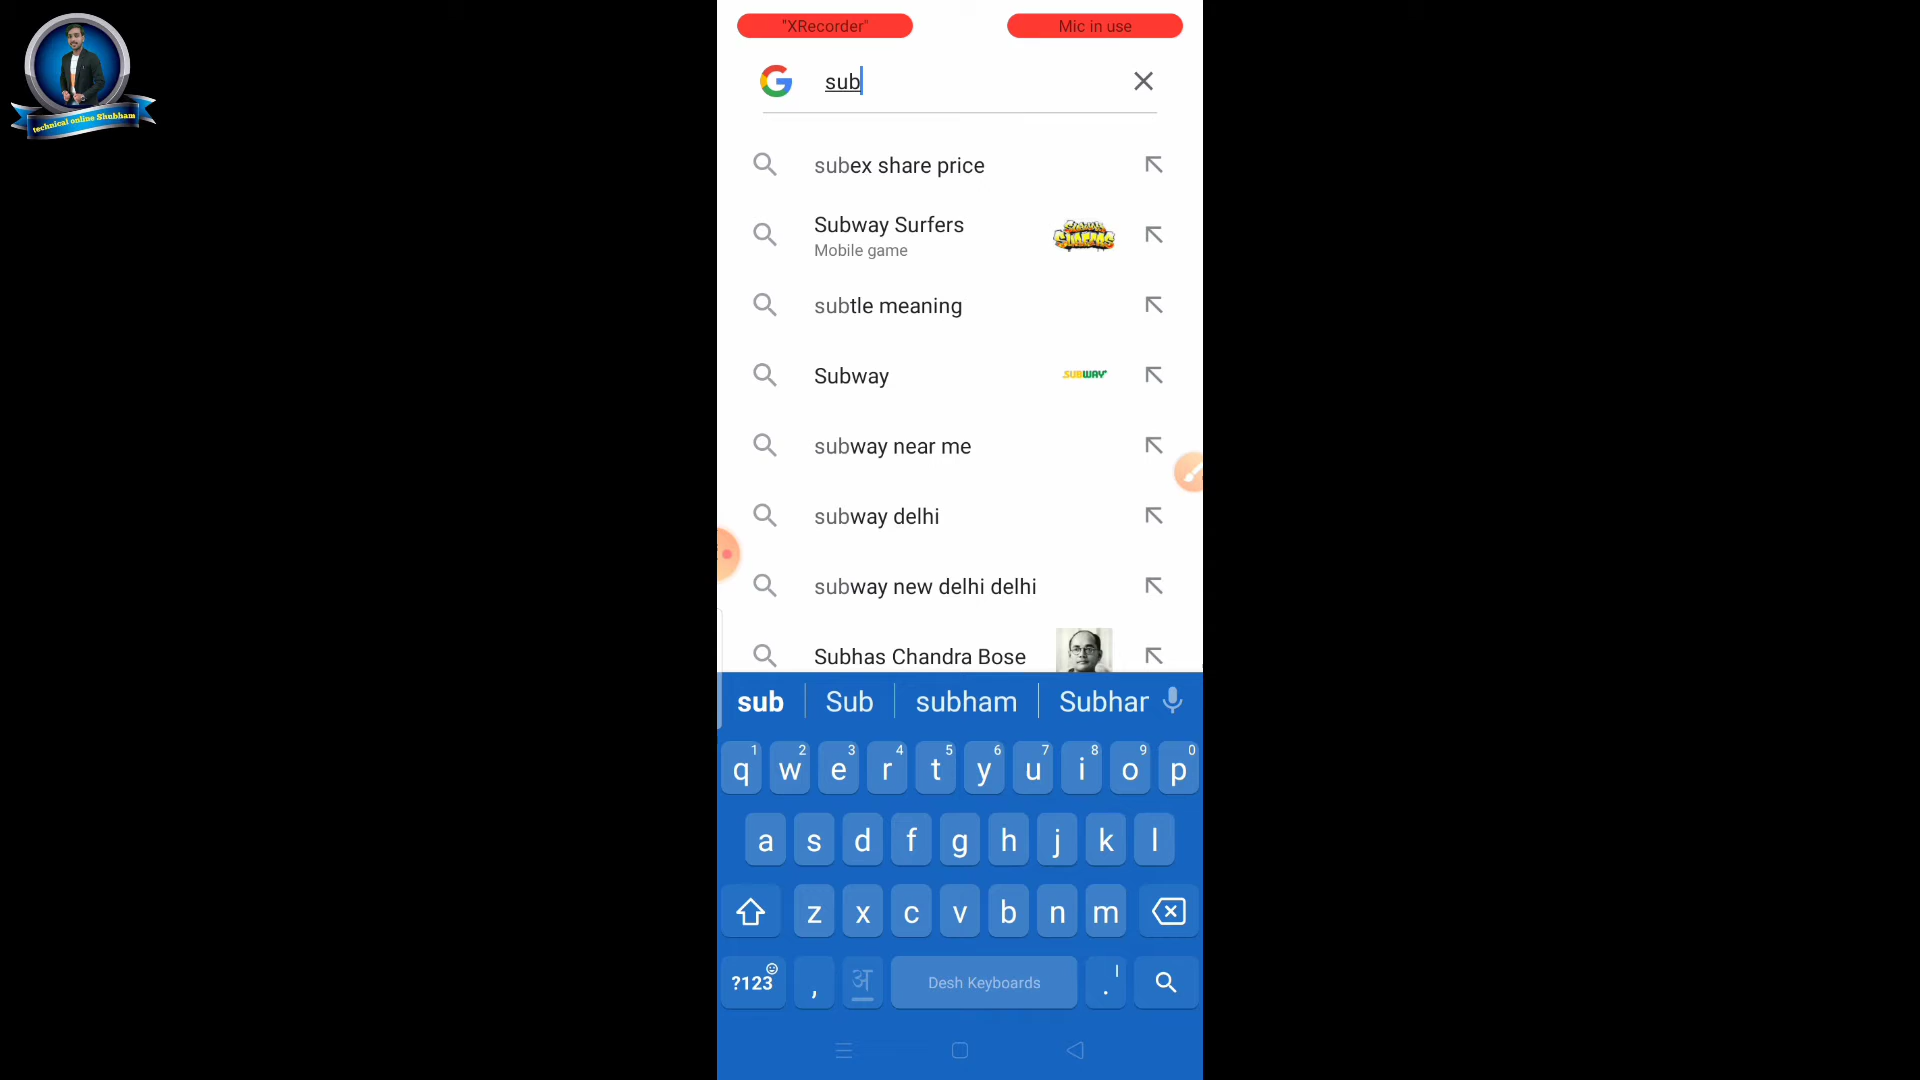 "XRecorder"
Mic in use
technical online Shubham
sub
subex share price
Subway Surfers
Mobile game
SUBWAY SURFERS
subtle meaning
Subway
SUBWAY
subway near me
subway delhi
subway new delhi delhi
Subhas Chandra Bose
sub Sub subham Subhar
1 2 3 4 5 6 7 8 9 0
q w e r t y u i o p
a s d f g h j k l
z x c v b n m
?123 , अ Desh Keyboards . |